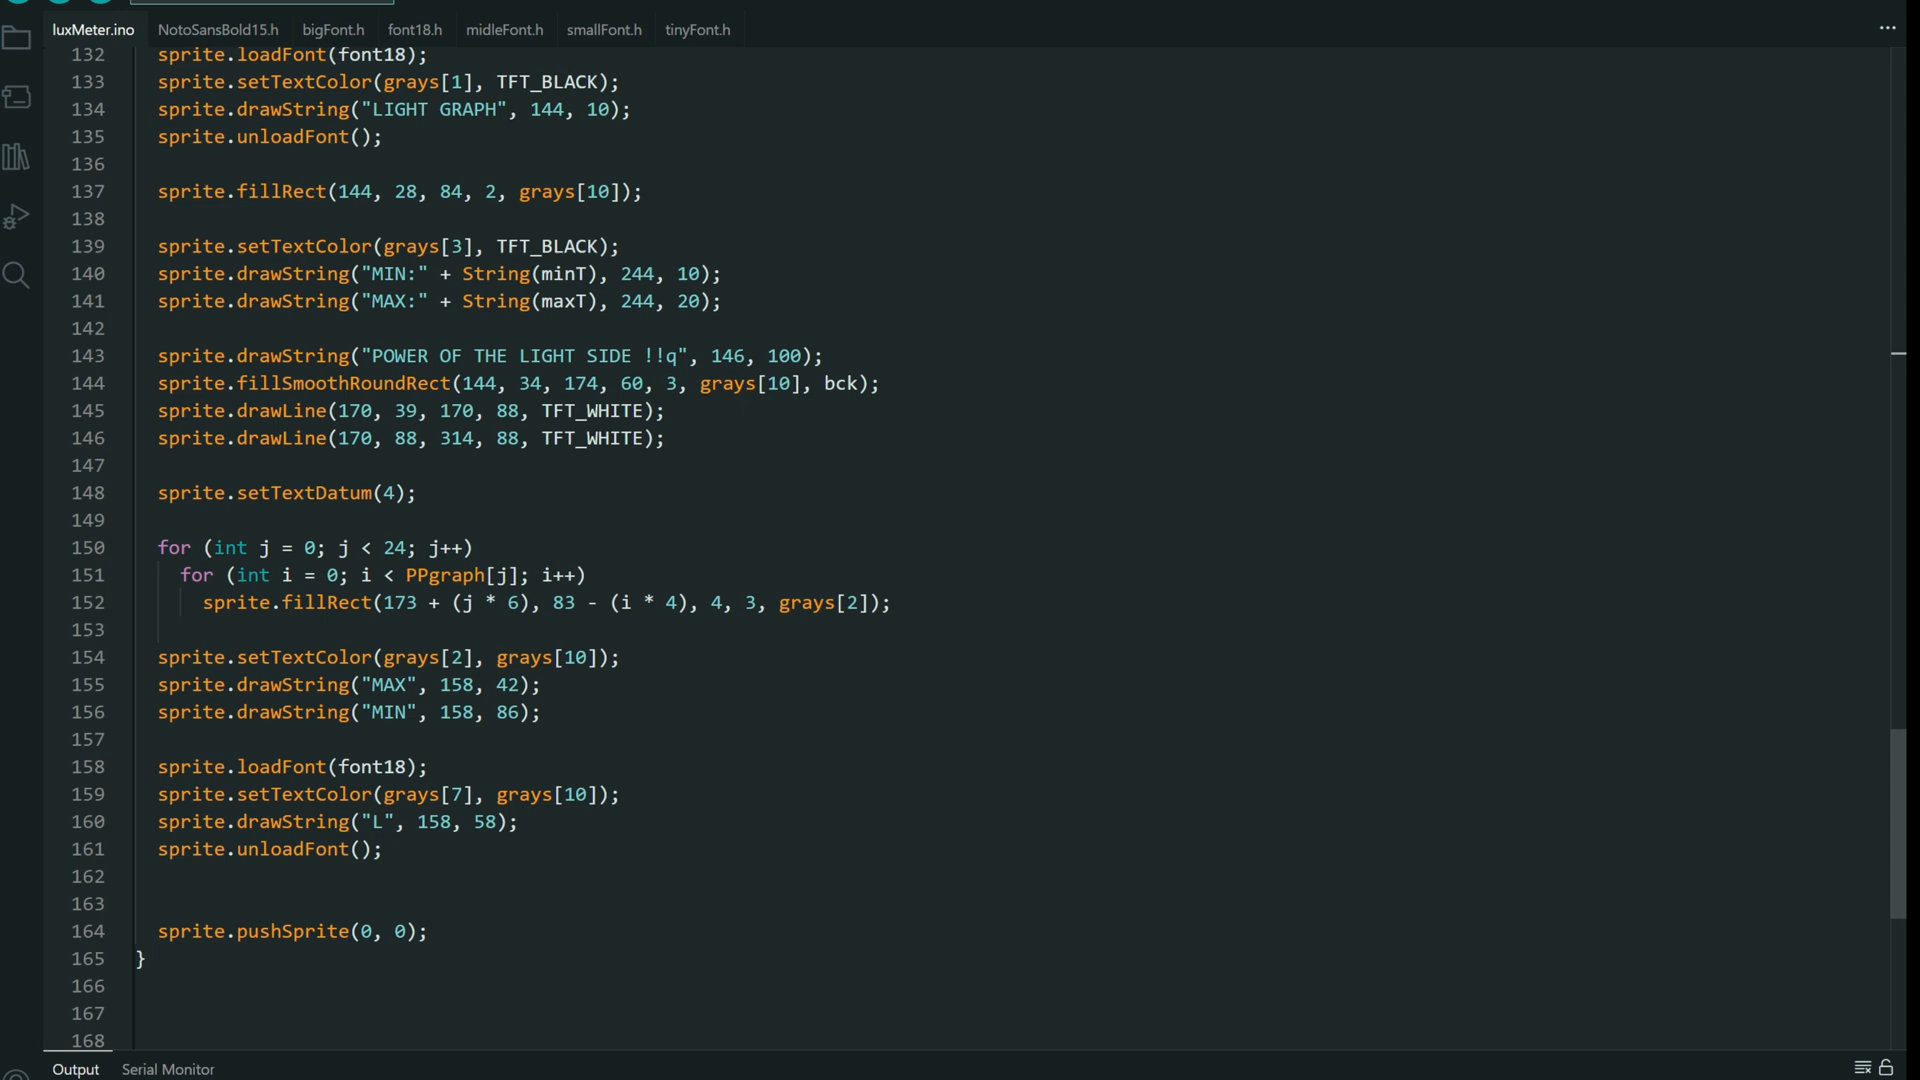 luxMeter.ino NotoSansBold15.h bigFont.h font18.h midleFont.h smallFont.h tinyFont.h
132 sprite.loadFont(font18);
133 sprite.setTextColor(grays[1], TFT_BLACK);
134 sprite.drawString("LIGHT GRAPH", 144, 10);
135 sprite.unloadFont();
136
137 sprite.fillRect(144, 28, 84, 2, grays[10]);
138
139 sprite.setTextColor(grays[3], TFT_BLACK);
140 sprite.drawString("MIN:" + String(minT), 244, 10);
141 sprite.drawString("MAX:" + String(maxT), 244, 20);
142
143 sprite.drawString("POWER OF THE LIGHT SIDE !!q", 146, 100);
144 sprite.fillSmoothRoundRect(144, 34, 174, 60, 3, grays[10], bck);
145 sprite.drawLine(170, 39, 170, 88, TFT_WHITE);
146 sprite.drawLine(170, 88, 314, 88, TFT_WHITE);
147
148 sprite.setTextDatum(4);
149
150 for (int j = 0; j < 24; j++)
151 for (int i = 0; i < PPgraph[j]; i++)
152 sprite.fillRect(173 + (j * 6), 83 - (i * 4), 4, 3, grays[2]);
153
154 sprite.setTextColor(grays[2], grays[10]);
155 sprite.drawString("MAX", 158, 42);
156 sprite.drawString("MIN", 158, 86);
157
158 sprite.loadFont(font18);
159 sprite.setTextColor(grays[7], grays[10]);
160 sprite.drawString("L", 158, 58);
161 sprite.unloadFont();
162
163
164 sprite.pushSprite(0, 0);
165 }
166
167
168
Output Serial Monitor